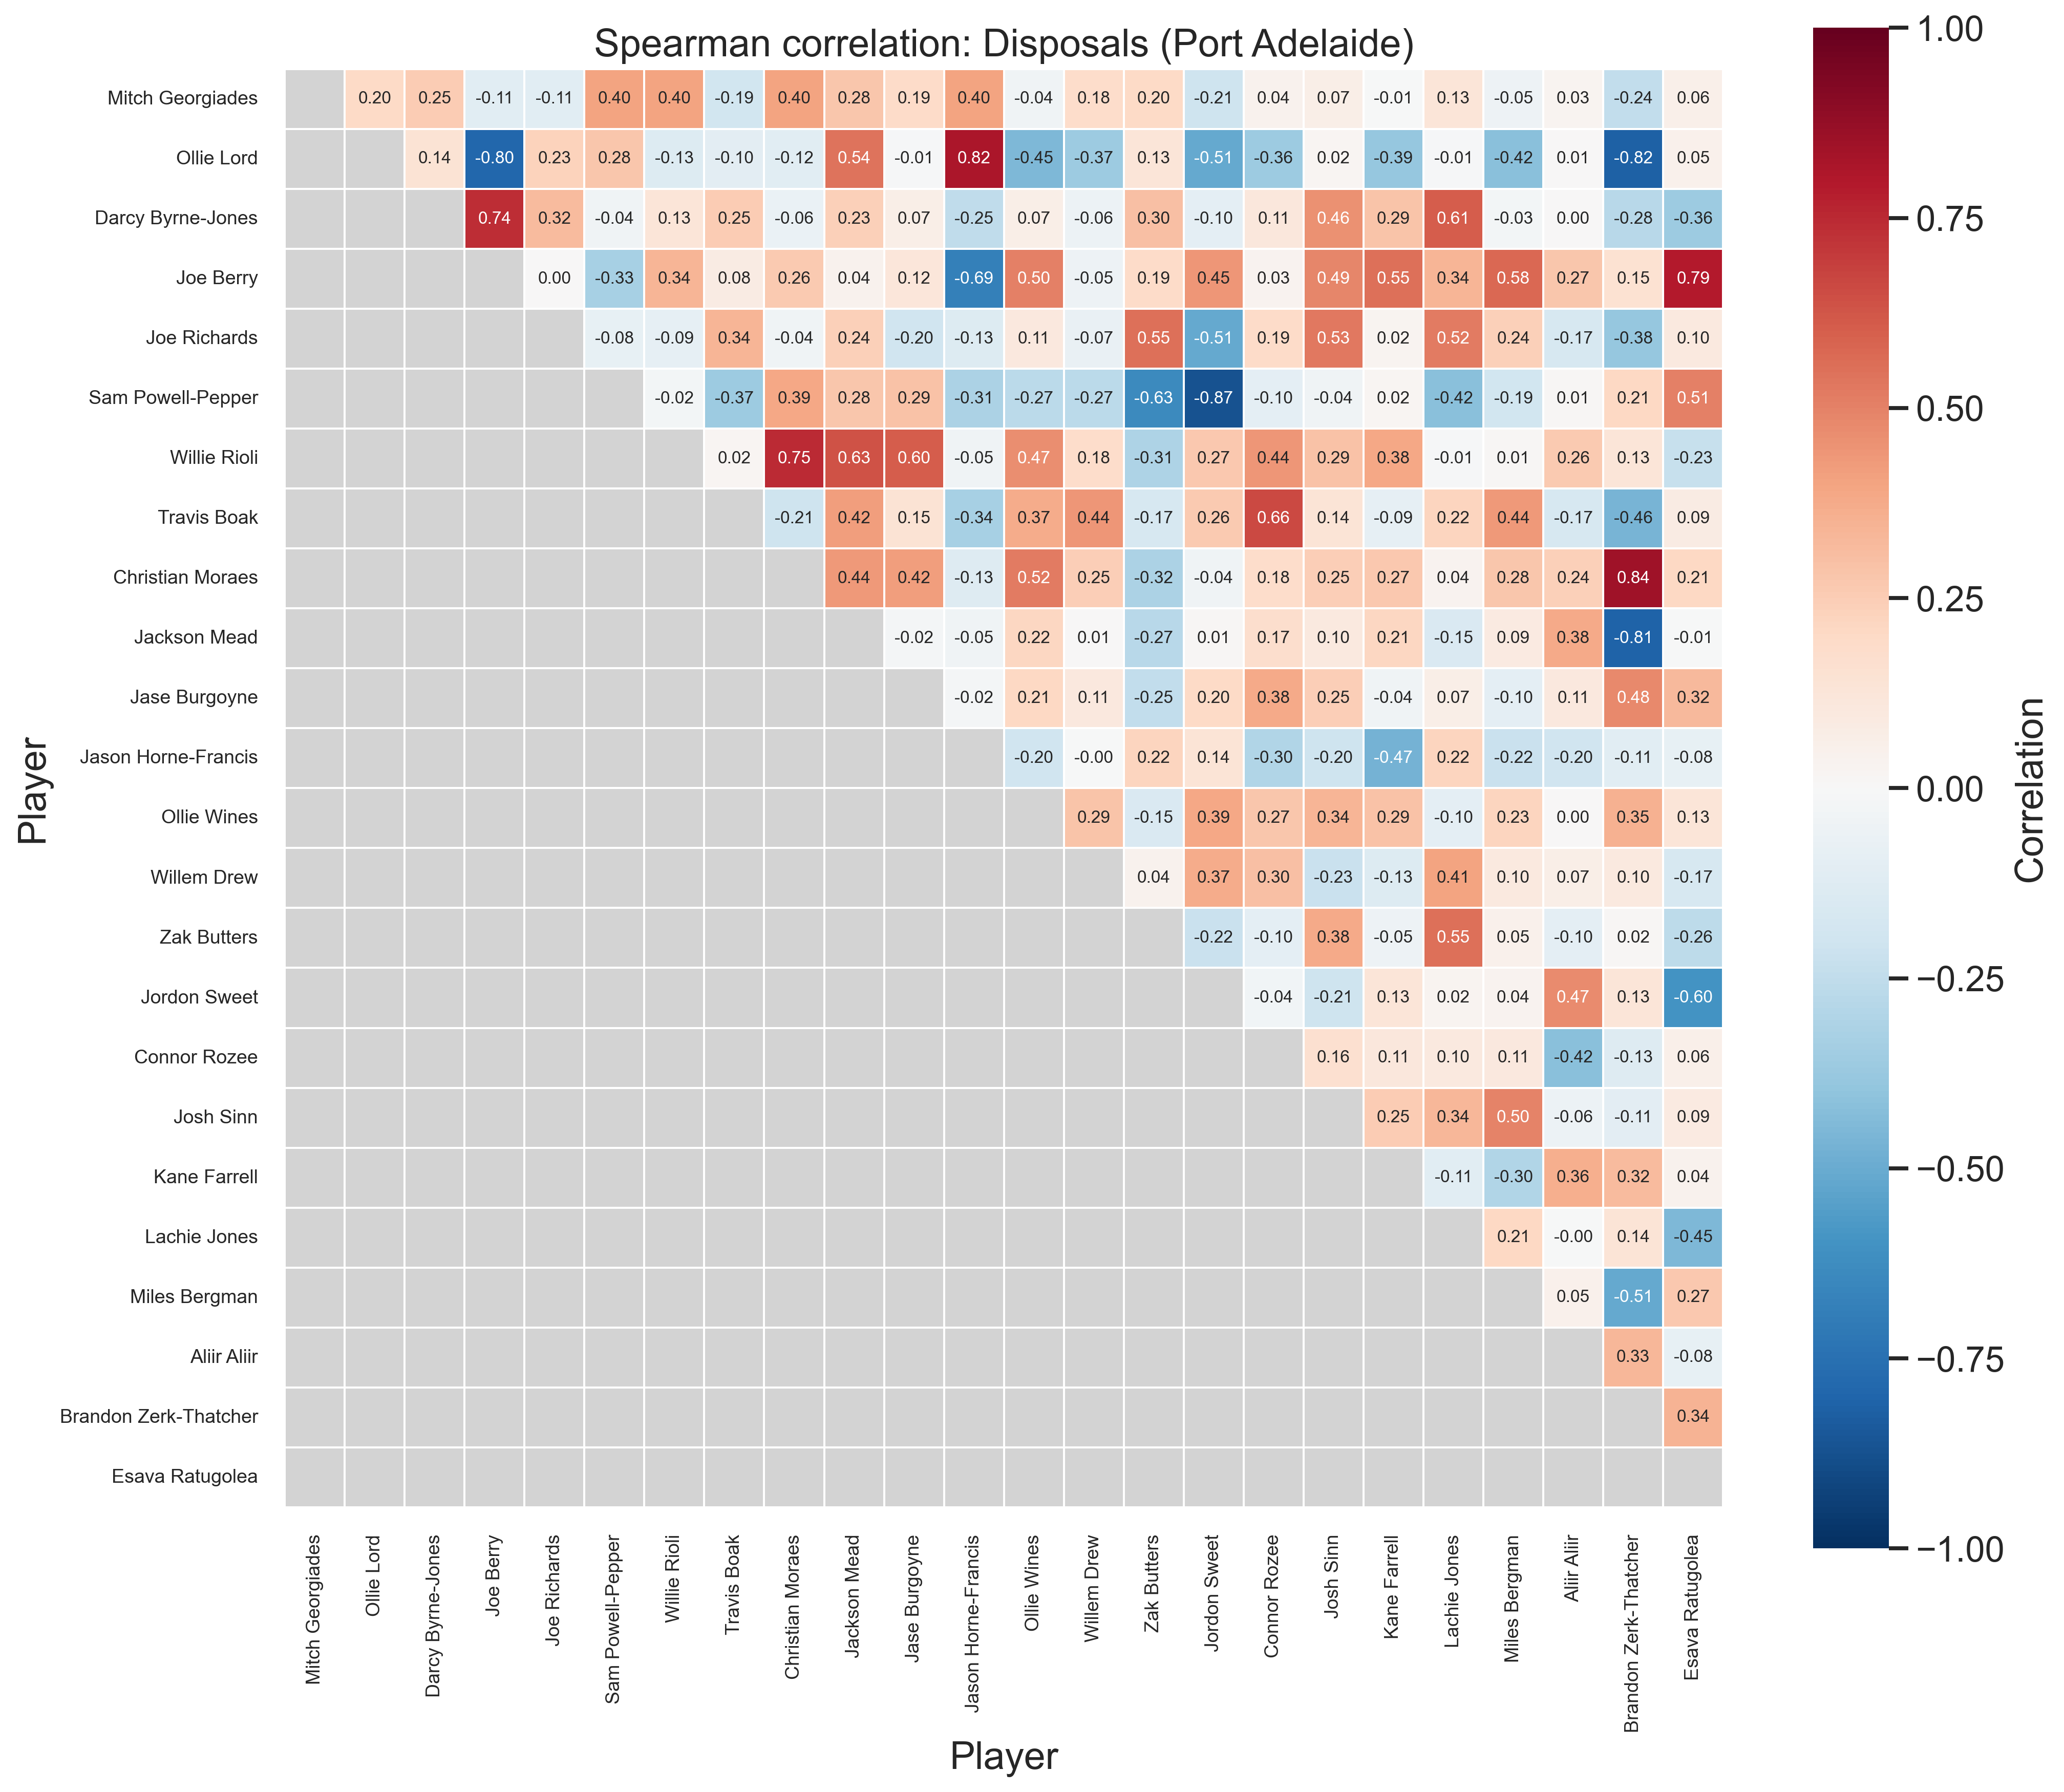 Spearman correlation: Disposals (Port Adelaide)
Mitch Georgiades 0.20 0.25 -0.11 -0.11 0.40 0.40 -0.19 0.40 0.28 0.19 0.40 -0.04 0.18 0.20 -0.21 0.04 0.07 -0.01 0.13 -0.05 0.03 -0.24 0.06
Ollie Lord 0.14 -0.80 0.23 0.28 -0.13 -0.10 -0.12 0.54 -0.01 0.82 -0.45 -0.37 0.13 -0.51 -0.36 0.02 -0.39 -0.01 -0.42 0.01 -0.82 0.05
Darcy Byrne-Jones 0.74 0.32 -0.04 0.13 0.25 -0.06 0.23 0.07 -0.25 0.07 -0.06 0.30 -0.10 0.11 0.46 0.29 0.61 -0.03 0.00 -0.28 -0.36
Joe Berry 0.00 -0.33 0.34 0.08 0.26 0.04 0.12 -0.69 0.50 -0.05 0.19 0.45 0.03 0.49 0.55 0.34 0.58 0.27 0.15 0.79
Joe Richards -0.08 -0.09 0.34 -0.04 0.24 -0.20 -0.13 0.11 -0.07 0.55 -0.51 0.19 0.53 0.02 0.52 0.24 -0.17 -0.38 0.10
Sam Powell-Pepper -0.02 -0.37 0.39 0.28 0.29 -0.31 -0.27 -0.27 -0.63 -0.87 -0.10 -0.04 0.02 -0.42 -0.19 0.01 0.21 0.51
Willie Rioli 0.02 0.75 0.63 0.60 -0.05 0.47 0.18 -0.31 0.27 0.44 0.29 0.38 -0.01 0.01 0.26 0.13 -0.23
Travis Boak -0.21 0.42 0.15 -0.34 0.37 0.44 -0.17 0.26 0.66 0.14 -0.09 0.22 0.44 -0.17 -0.46 0.09
Christian Moraes 0.44 0.42 -0.13 0.52 0.25 -0.32 -0.04 0.18 0.25 0.27 0.04 0.28 0.24 0.84 0.21
Jackson Mead -0.02 -0.05 0.22 0.01 -0.27 0.01 0.17 0.10 0.21 -0.15 0.09 0.38 -0.81 -0.01
Jase Burgoyne -0.02 0.21 0.11 -0.25 0.20 0.38 0.25 -0.04 0.07 -0.10 0.11 0.48 0.32
Jason Horne-Francis -0.20 -0.00 0.22 0.14 -0.30 -0.20 -0.47 0.22 -0.22 -0.20 -0.11 -0.08
Ollie Wines 0.29 -0.15 0.39 0.27 0.34 0.29 -0.10 0.23 0.00 0.35 0.13
Willem Drew 0.04 0.37 0.30 -0.23 -0.13 0.41 0.10 0.07 0.10 -0.17
Zak Butters -0.22 -0.10 0.38 -0.05 0.55 0.05 -0.10 0.02 -0.26
Jordon Sweet -0.04 -0.21 0.13 0.02 0.04 0.47 0.13 -0.60
Connor Rozee 0.16 0.11 0.10 0.11 -0.42 -0.13 0.06
Josh Sinn 0.25 0.34 0.50 -0.06 -0.11 0.09
Kane Farrell -0.11 -0.30 0.36 0.32 0.04
Lachie Jones 0.21 -0.00 0.14 -0.45
Miles Bergman 0.05 -0.51 0.27
Aliir Aliir 0.33 -0.08
Brandon Zerk-Thatcher 0.34
Esava Ratugolea
Player
Mitch Georgiades
Ollie Lord
Darcy Byrne-Jones
Joe Berry
Joe Richards
Sam Powell-Pepper
Willie Rioli
Travis Boak
Christian Moraes
Jackson Mead
Jase Burgoyne
Jason Horne-Francis
Ollie Wines
Willem Drew
Zak Butters
Jordon Sweet
Connor Rozee
Josh Sinn
Kane Farrell
Lachie Jones
Miles Bergman
Aliir Aliir
Brandon Zerk-Thatcher
Esava Ratugolea
Player
1.00
0.75
0.50
0.25
0.00
−0.25
−0.50
−0.75
−1.00
Correlation